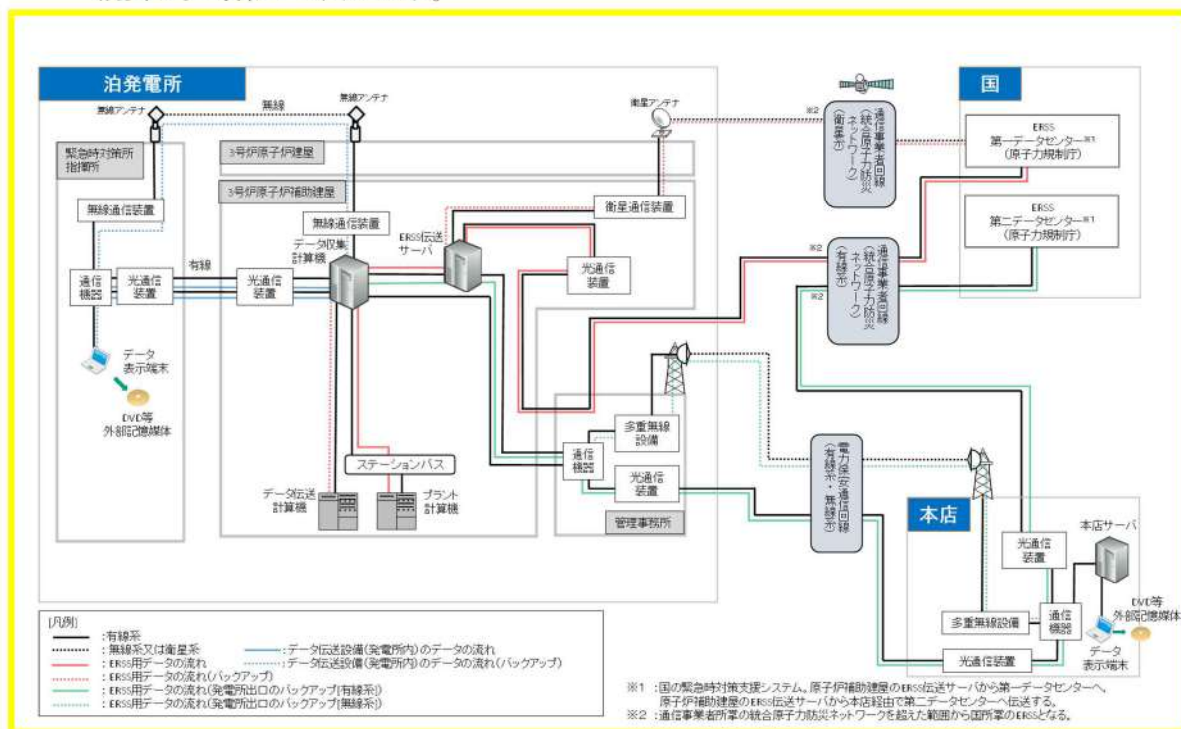 泊発電所
無線アンテナ
無線
無線アンテナ
衛星アンテナ
緊急時対策所
指揮所
3号炉原子炉建屋
3号炉原子炉補助建屋
無線通信装置
無線通信装置
データ収集
計算機
ERSS伝送
サーバ
衛星通信装置
光通信
装置
通信
機器
光通信
装置
有線
光通信
装置
データ
表示端末
DVD等
外部記憶媒体
ステーションバス
データ伝送
計算機
プラント
計算機
多重無線
設備
通信
機器
光通信
装置
管理事務所
※2
通信事業者回線
(統合原子力防災
ネットワーク)
(衛星系)
※2
通信事業者回線
(統合原子力防災
ネットワーク)
(有線系)
※2
電力保安通信回線
(有線系・無線系)
国
ERSS
第一データセンター※1
(原子力規制庁)
ERSS
第二データセンター※1
(原子力規制庁)
本店
本店サーバ
光通信
装置
多重無線設備
通信
機器
光通信装置
DVD等
外部記憶媒体
データ
表示端末
[凡例]
:有線系
:無線系又は衛星系
:ERSS用データの流れ
:ERSS用データの流れ(バックアップ)
:ERSS用データの流れ(発電所出口のバックアップ[有線系])
:ERSS用データの流れ(発電所出口のバックアップ[無線系])
:データ伝送設備(発電所内)のデータの流れ
:データ伝送設備(発電所内)のデータの流れ(バックアップ)
※1 :国の緊急時対策支援システム。原子炉補助建屋のERSS伝送サーバから第一データセンターへ、
原子炉補助建屋のERSS伝送サーバから本店経由で第二データセンターへ伝送する。
※2 :通信事業者所掌の統合原子力防災ネットワークを超えた範囲から国所掌のERSSとなる。